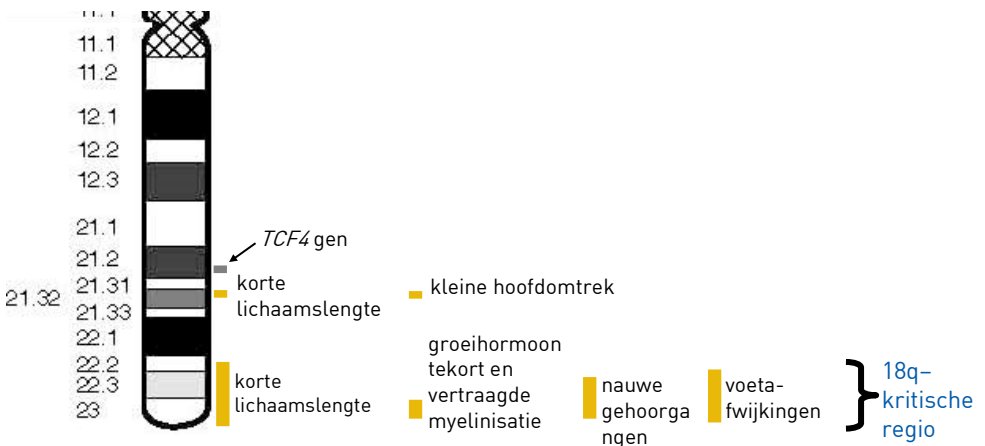 11.1
11.1
11.2
12.1
12.2
12.3
21.1
21.2
21.31
21.32
21.33
22.1
22.2
22.3
23
TCF4 gen
korte
lichaamslengte
kleine hoofdomtrek
korte
lichaamslengte
groeihormoon
tekort en
vertraagde
myelinisatie
nauwe
gehoorga
ngen
voeta-
fwijkingen
18q–
kritische
regio